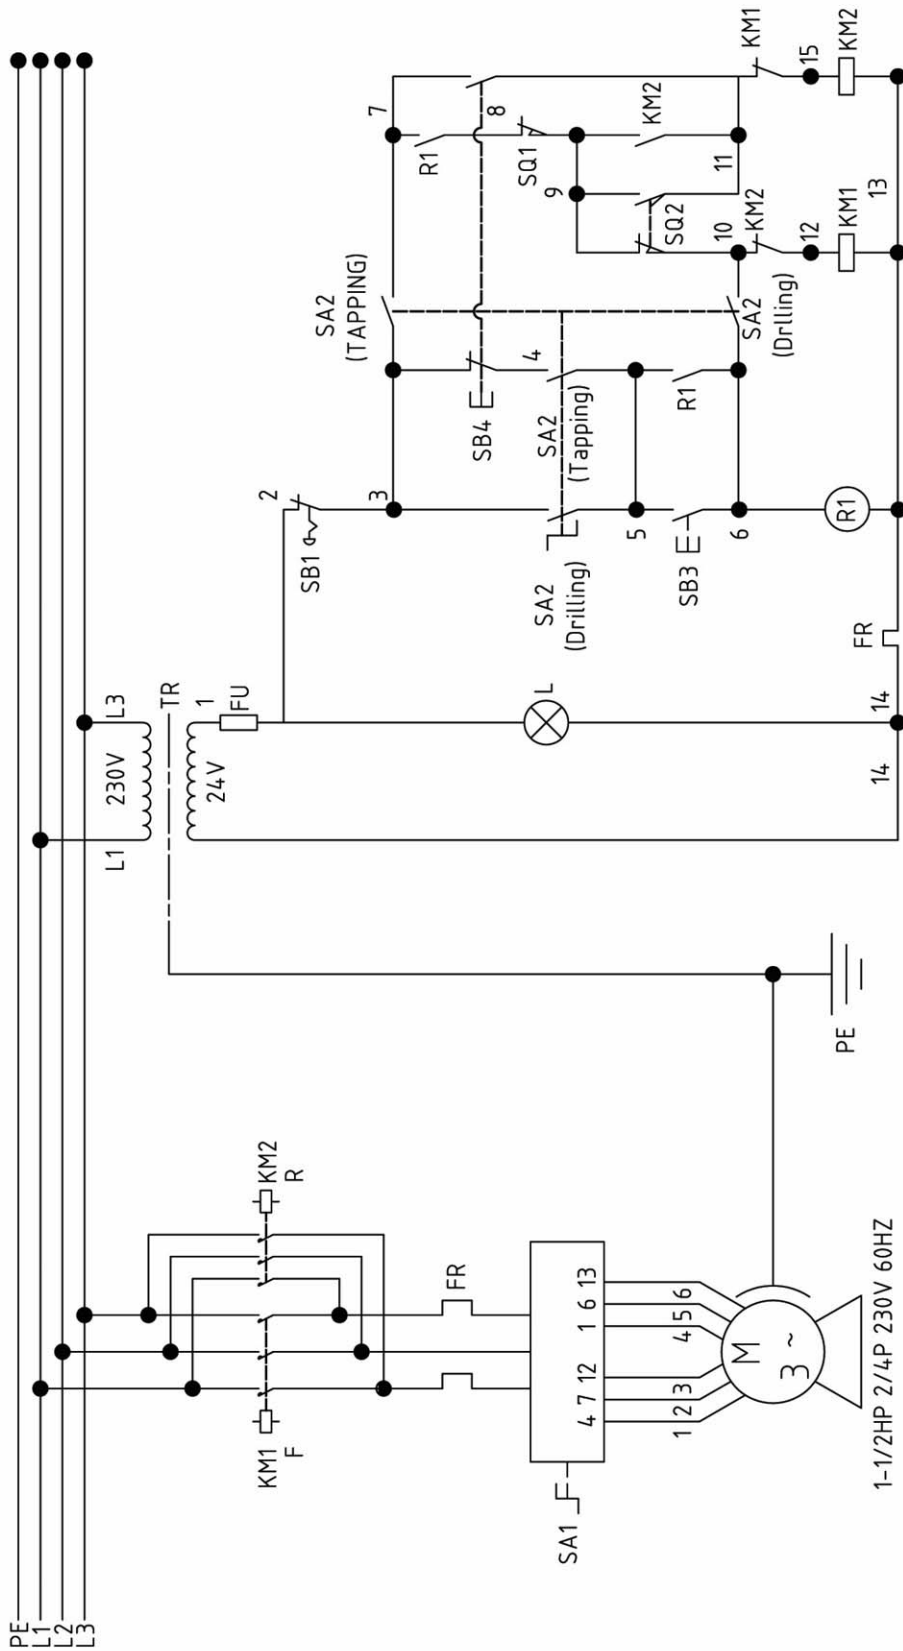 PE
L1
L2
L3
KM1
F
KM2
R
FR
SA1
4 7 12 1 6 13
1 2 3 4 5 6
M
3 ~
1-1/2HP 2/4P 230V 60HZ
PE
L1
230V
L3
TR
24V
1
FU
14
14
L
FR
SB1
2
3
SA2
(Drilling)
5
SB3
6
R1
SB4
4
SA2
(Tapping)
R1
SA2
(TAPPING)
SA2
(Drlling)
7
R1
8
SQ1
9
SQ2
10
KM2
12
KM1
13
KM2
11
KM1
15
KM2